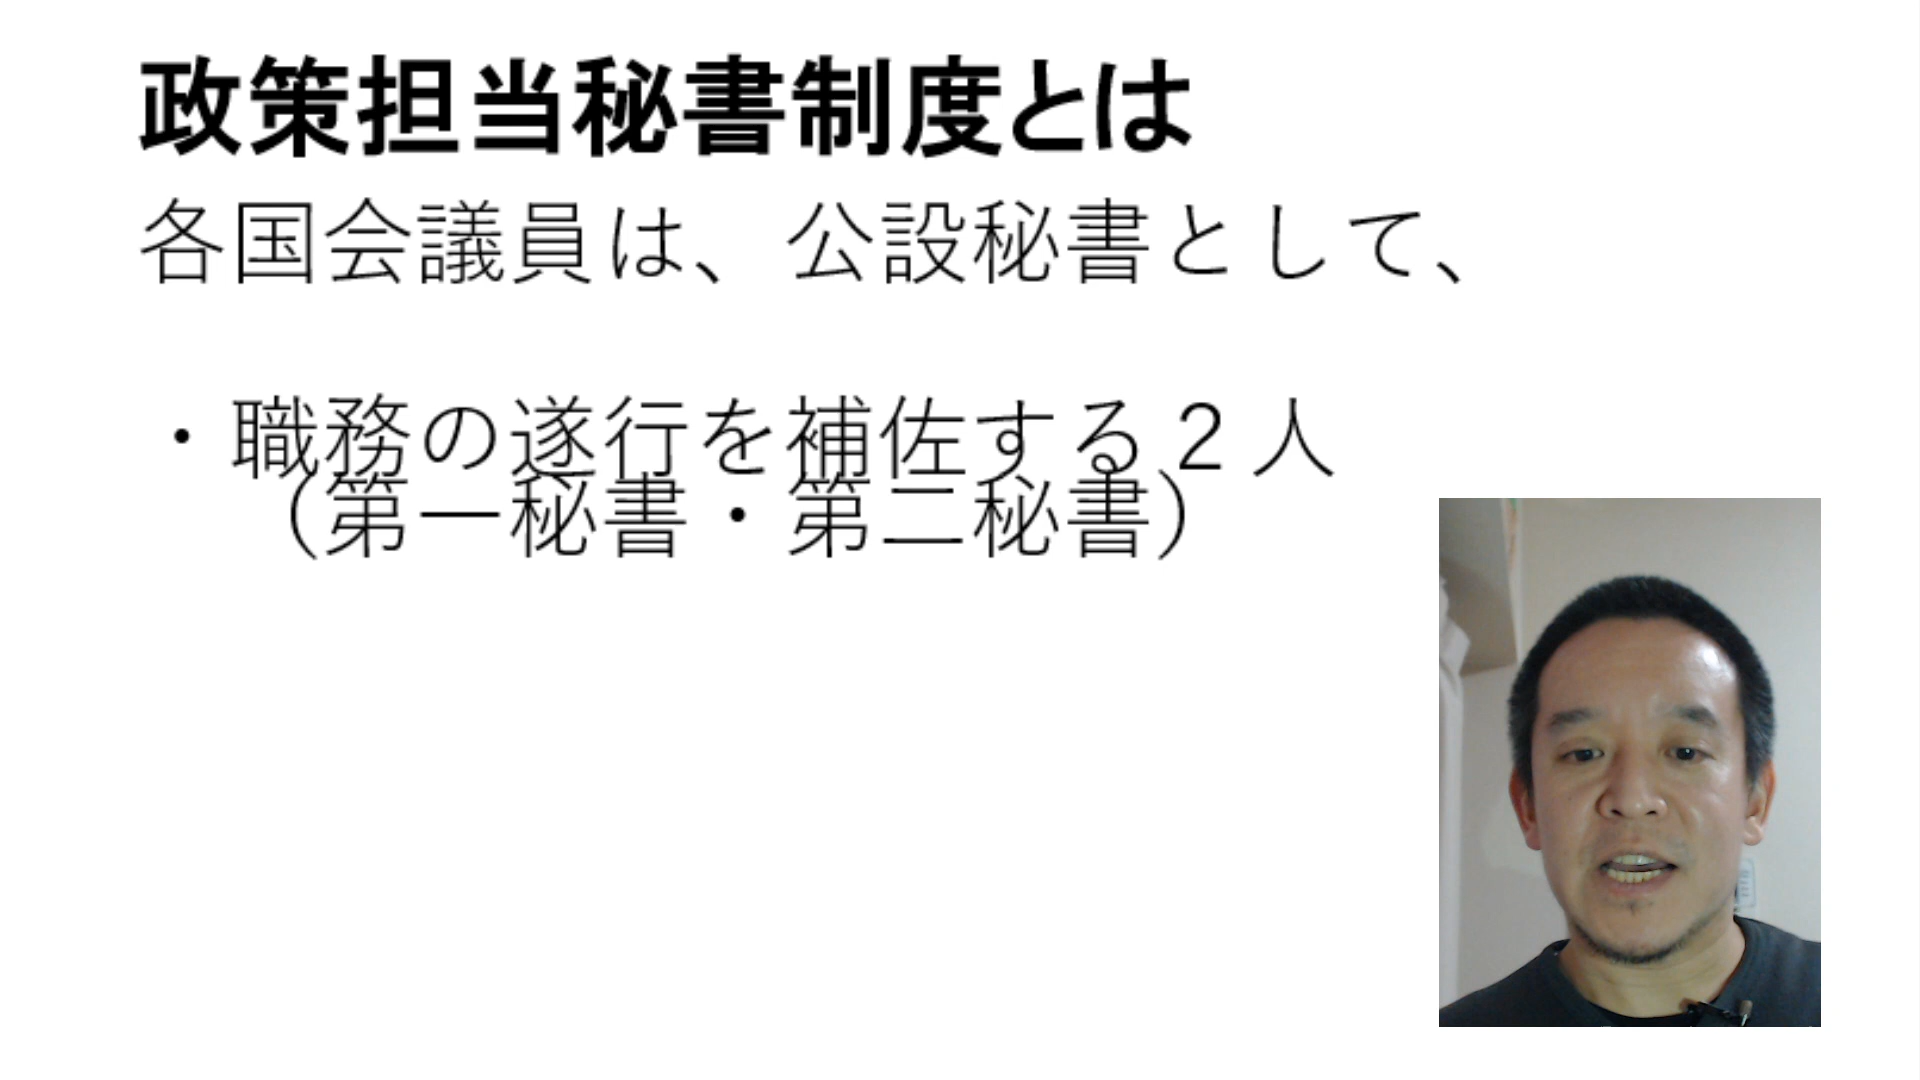 政策担当秘書制度とは
各国会議員は、公設秘書として、
・職務の遂行を補佐する２人
（第一秘書・第二秘書）